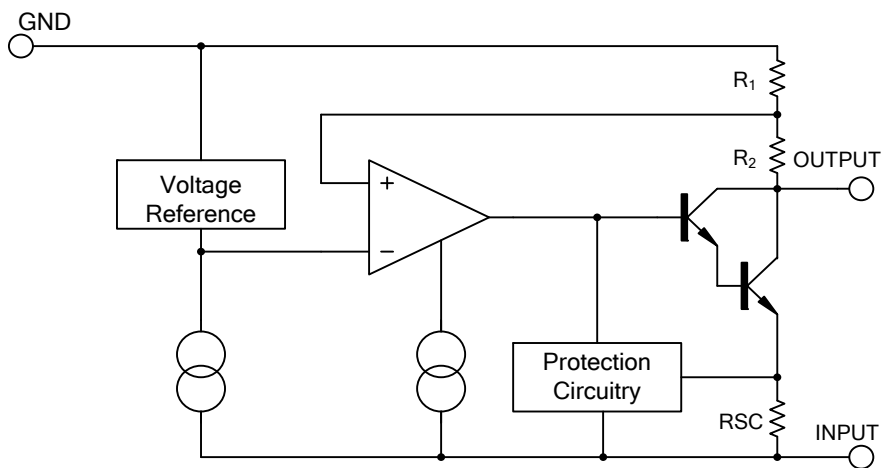 GND
R1
R2
OUTPUT
Voltage
Reference
+
−
Protection
Circuitry
RSC
INPUT